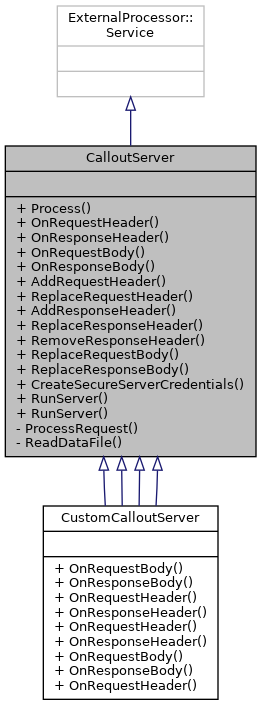 ExternalProcessor::
Service
CalloutServer
+ Process()
+ OnRequestHeader()
+ OnResponseHeader()
+ OnRequestBody()
+ OnResponseBody()
+ AddRequestHeader()
+ ReplaceRequestHeader()
+ AddResponseHeader()
+ ReplaceResponseHeader()
+ RemoveResponseHeader()
+ ReplaceRequestBody()
+ ReplaceResponseBody()
+ CreateSecureServerCredentials()
+ RunServer()
+ RunServer()
- ProcessRequest()
- ReadDataFile()
CustomCalloutServer
+ OnRequestBody()
+ OnResponseBody()
+ OnRequestHeader()
+ OnResponseHeader()
+ OnRequestHeader()
+ OnResponseHeader()
+ OnRequestBody()
+ OnResponseBody()
+ OnRequestHeader()